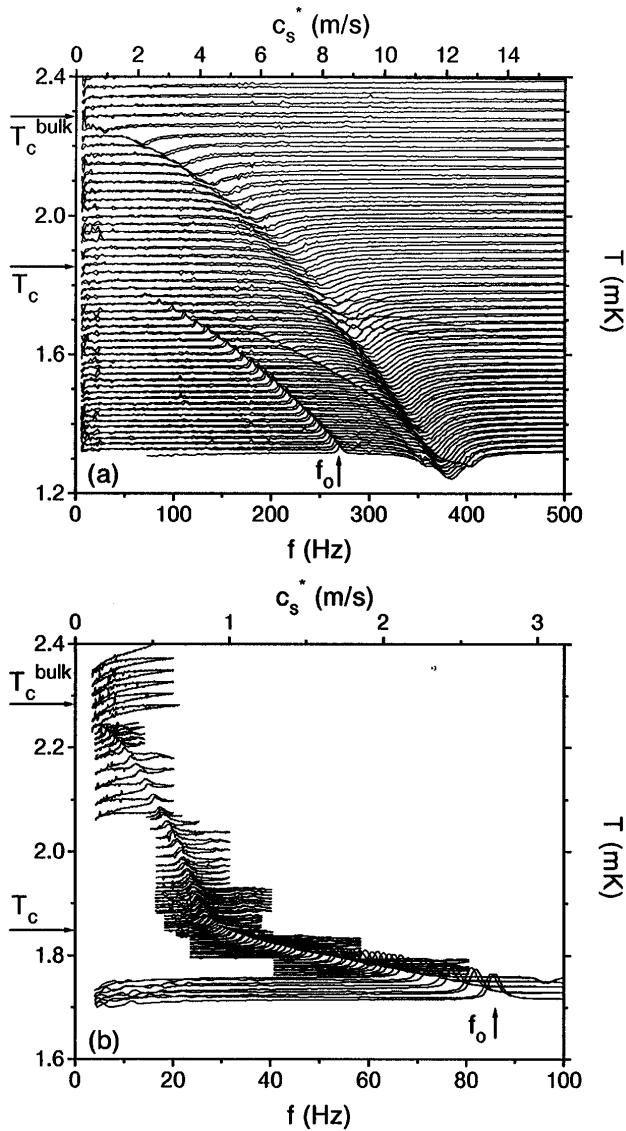 c_s^* (m/s)
0 2 4 6 8 10 12 14
2.4
T_c^bulk
2.0
T_c
1.6
T (mK)
(a)
f_o
1.2
0 100 200 300 400 500
f (Hz)
c_s^* (m/s)
0 1 2 3
2.4
T_c^bulk
2.2
2.0
T (mK)
T_c
1.8
f_o
(b)
1.6
0 20 40 60 80 100
f (Hz)